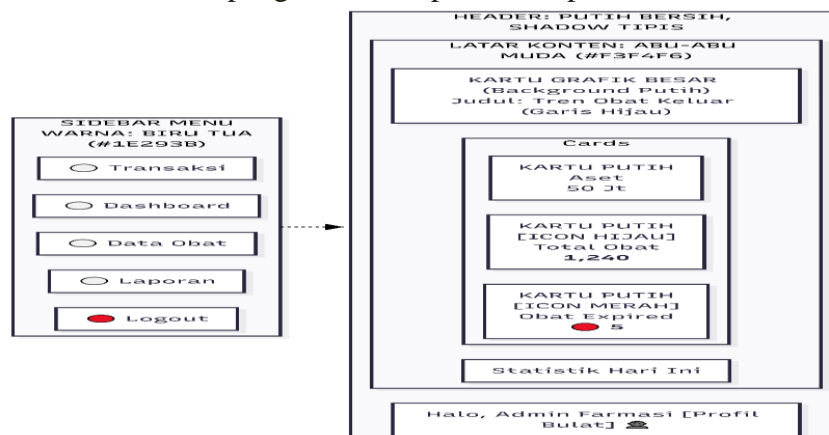 HEADER: PUTIH BERSIH,
SHADOW TIPIS
LATAR KONTEN: ABU-ABU
MUDA (#F3F4F6)
KARTU GRAFIK BESAR
(Background Putih)
Judul: Tren Obat Keluar
(Garis Hijau)
SIDEBAR MENU
WARNA: BIRU TUA
(#1E293B)
Transaksi
Dashboard
Data Obat
Laporan
Logout
Cards
KARTU PUTIH
Aset
50 Jt
KARTU PUTIH
[ICON HIJAU]
Total Obat
1,240
KARTU PUTIH
[ICON MERAH]
Obat Expired
5
Statistik Hari Ini
Halo, Admin Farmasi [Profil
Bulat]